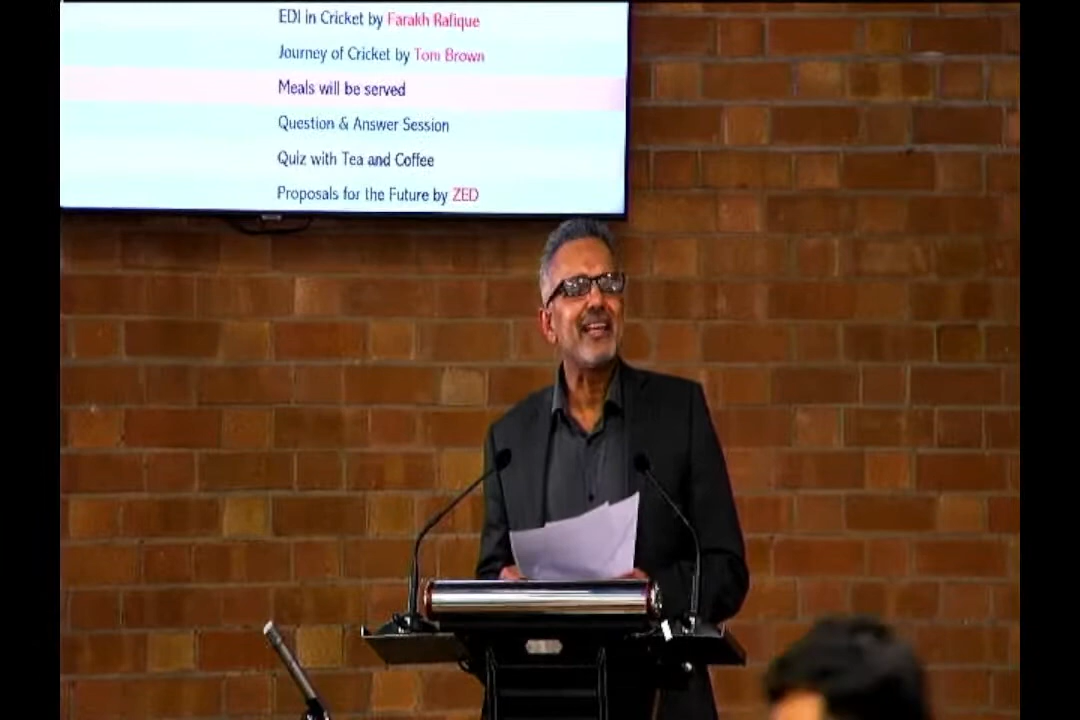 EDI in Cricket by Farakh Rafique
Journey of Cricket by Tom Brown
Meals will be served
Question & Answer Session
Quiz with Tea and Coffee
Proposals for the Future by ZED